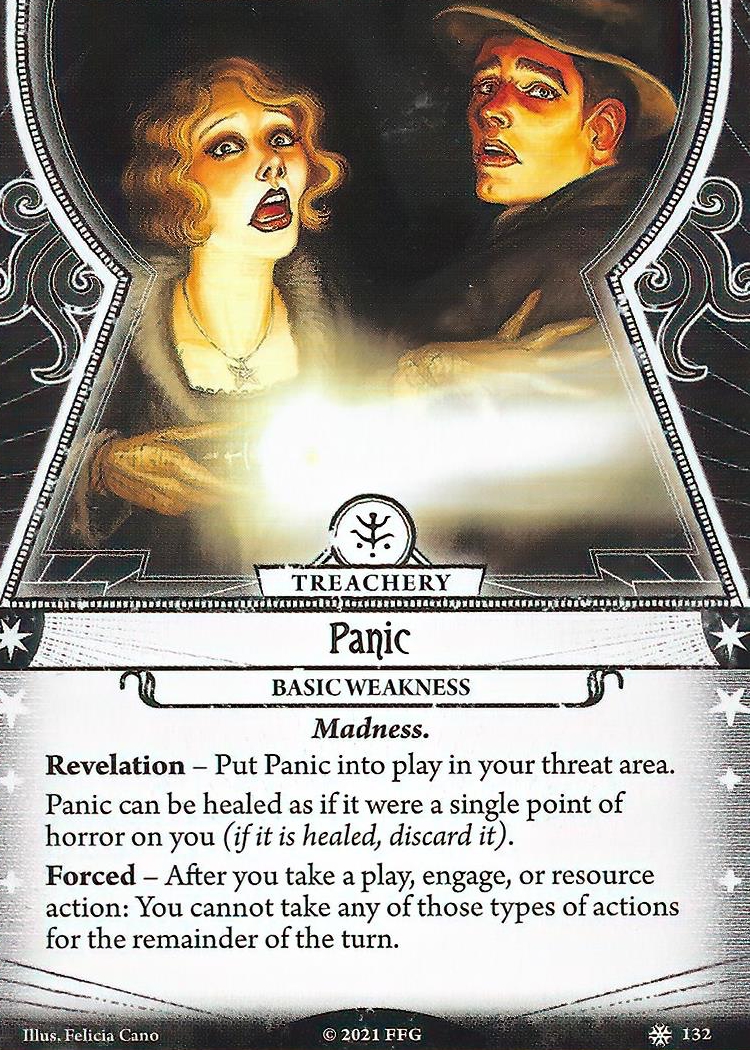 TREACHERY
Panic
BASIC WEAKNESS
Madness.
Revelation – Put Panic into play in your threat area.
Panic can be healed as if it were a single point of
horror on you (if it is healed, discard it).
Forced – After you take a play, engage, or resource
action: You cannot take any of those types of actions
for the remainder of the turn.
Illus. Felicia Cano © 2021 FFG 132